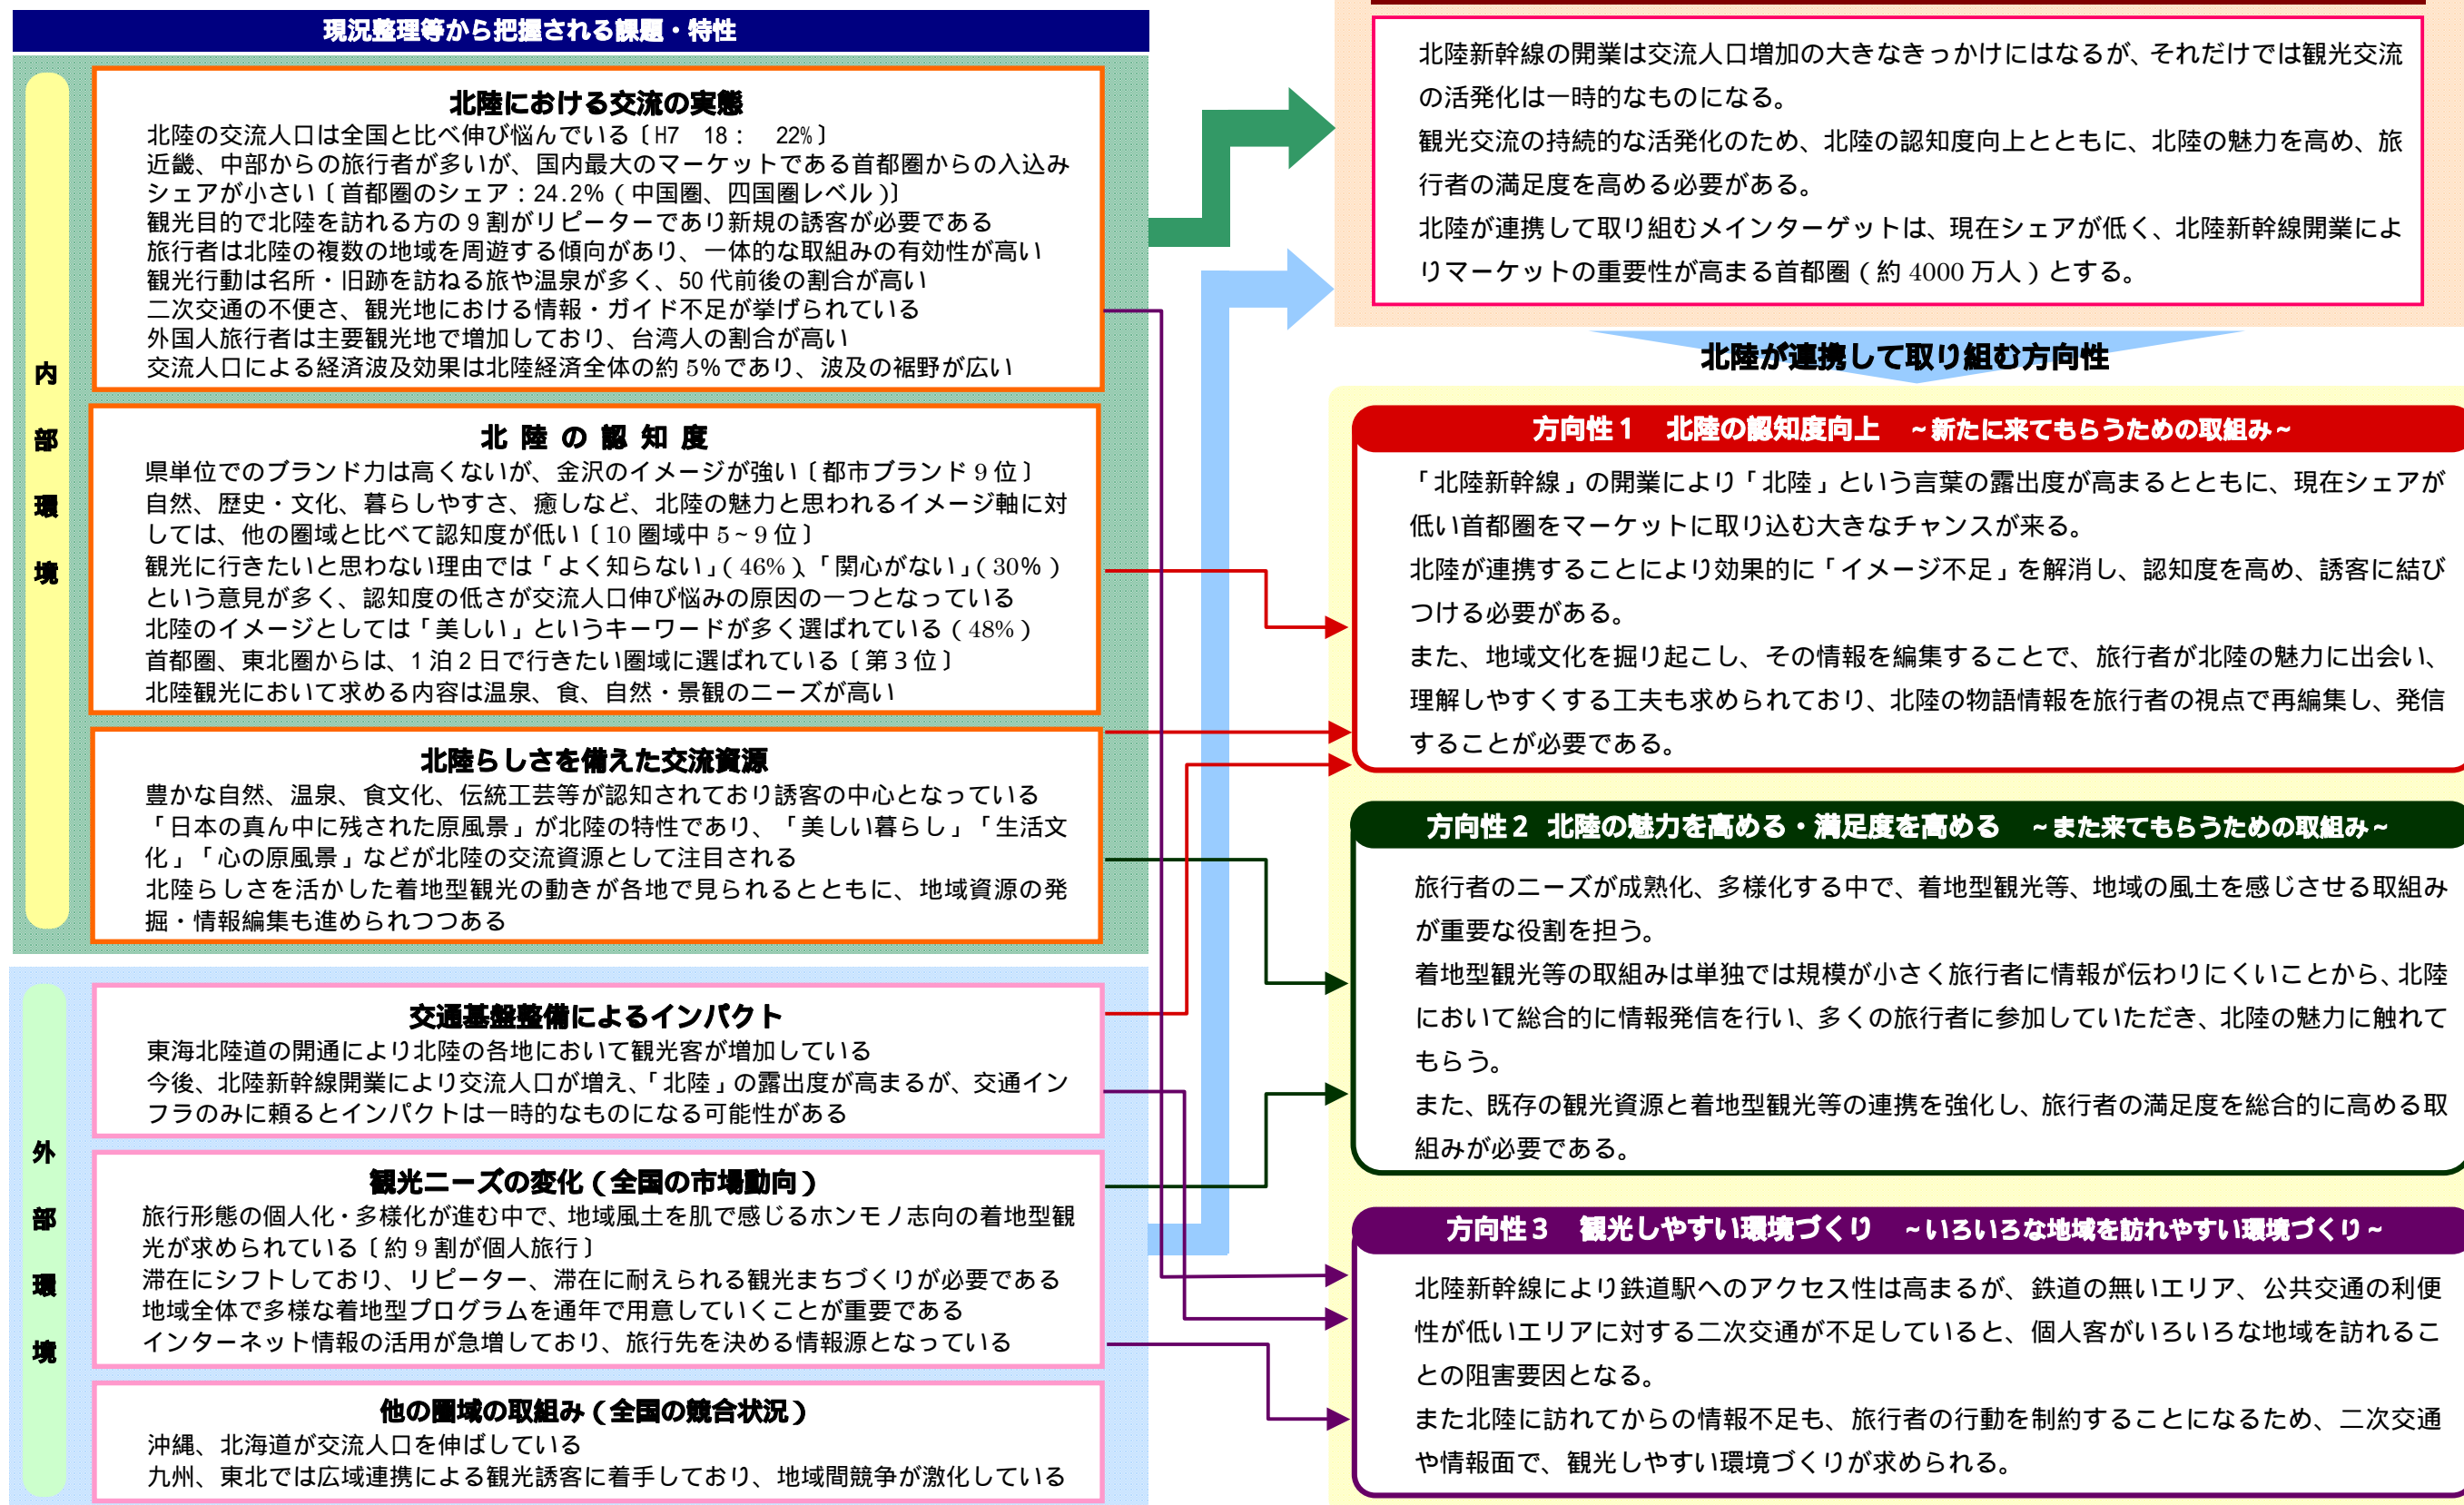 現況整理等から把握される課題・特性
内部環境
北陸における交流の実態
北陸の交流人口は全国と比べ伸び悩んでいる〔H7　18：　22%〕
近畿、中部からの旅行者が多いが、国内最大のマーケットである首都圏からの入込み
シェアが小さい〔首都圏のシェア：24.2%（中国圏、四国圏レベル）〕
観光目的で北陸を訪れる方の9割がリピーターであり新規の誘客が必要である
旅行者は北陸の複数の地域を周遊する傾向があり、一体的な取組みの有効性が高い
観光行動は名所・旧跡を訪ねる旅や温泉が多く、50代前後の割合が高い
二次交通の不便さ、観光地における情報・ガイド不足が挙げられている
外国人旅行者は主要観光地で増加しており、台湾人の割合が高い
交流人口による経済波及効果は北陸経済全体の約5%であり、波及の裾野が広い
北陸の認知度
県単位でのブランド力は高くないが、金沢のイメージが強い〔都市ブランド9位〕
自然、歴史・文化、暮らしやすさ、癒しなど、北陸の魅力と思われるイメージ軸に対
しては、他の圏域と比べて認知度が低い〔10圏域中5~9位〕
観光に行きたいと思わない理由では「よく知らない」（46%）、「関心がない」（30%）
という意見が多く、認知度の低さが交流人口伸び悩みの原因の一つとなっている
北陸のイメージとしては「美しい」というキーワードが多く選ばれている（48%）
首都圏、東北圏からは、1泊2日で行きたい圏域に選ばれている〔第3位〕
北陸観光において求める内容は温泉、食、自然・景観のニーズが高い
北陸らしさを備えた交流資源
豊かな自然、温泉、食文化、伝統工芸等が認知されており誘客の中心となっている
「日本の真ん中に残された原風景」が北陸の特性であり、「美しい暮らし」「生活文
化」「心の原風景」などが北陸の交流資源として注目される
北陸らしさを活かした着地型観光の動きが各地で見られるとともに、地域資源の発
掘・情報編集も進められつつある
外部環境
交通基盤整備によるインパクト
東海北陸道の開通により北陸の各地において観光客が増加している
今後、北陸新幹線開業により交流人口が増え、「北陸」の露出度が高まるが、交通イン
フラのみに頼るとインパクトは一時的なものになる可能性がある
観光ニーズの変化（全国の市場動向）
旅行形態の個人化・多様化が進む中で、地域風土を肌で感じるホンモノ志向の着地型観
光が求められている〔約9割が個人旅行〕
滞在にシフトしており、リピーター、滞在に耐えられる観光まちづくりが必要である
地域全体で多様な着地型プログラムを通年で用意していくことが重要である
インターネット情報の活用が急増しており、旅行先を決める情報源となっている
他の圏域の取組み（全国の競合状況）
沖縄、北海道が交流人口を伸ばしている
九州、東北では広域連携による観光誘客に着手しており、地域間競争が激化している
北陸新幹線の開業は交流人口増加の大きなきっかけにはなるが、それだけでは観光交流
の活発化は一時的なものになる。
観光交流の持続的な活発化のため、北陸の認知度向上とともに、北陸の魅力を高め、旅
行者の満足度を高める必要がある。
北陸が連携して取り組むメインターゲットは、現在シェアが低く、北陸新幹線開業によ
りマーケットの重要性が高まる首都圏（約4000万人）とする。
北陸が連携して取り組む方向性
方向性1　北陸の認知度向上　~新たに来てもらうための取組み~
「北陸新幹線」の開業により「北陸」という言葉の露出度が高まるとともに、現在シェアが
低い首都圏をマーケットに取り込む大きなチャンスが来る。
北陸が連携することにより効果的に「イメージ不足」を解消し、認知度を高め、誘客に結び
つける必要がある。
また、地域文化を掘り起こし、その情報を編集することで、旅行者が北陸の魅力に出会い、
理解しやすくする工夫も求められており、北陸の物語情報を旅行者の視点で再編集し、発信
することが必要である。
方向性2　北陸の魅力を高める・満足度を高める　~また来てもらうための取組み~
旅行者のニーズが成熟化、多様化する中で、着地型観光等、地域の風土を感じさせる取組み
が重要な役割を担う。
着地型観光等の取組みは単独では規模が小さく旅行者に情報が伝わりにくいことから、北陸
において総合的に情報発信を行い、多くの旅行者に参加していただき、北陸の魅力に触れて
もらう。
また、既存の観光資源と着地型観光等の連携を強化し、旅行者の満足度を総合的に高める取
組みが必要である。
方向性3　観光しやすい環境づくり　~いろいろな地域を訪れやすい環境づくり~
北陸新幹線により鉄道駅へのアクセス性は高まるが、鉄道の無いエリア、公共交通の利便
性が低いエリアに対する二次交通が不足していると、個人客がいろいろな地域を訪れるこ
との阻害要因となる。
また北陸に訪れてからの情報不足も、旅行者の行動を制約することになるため、二次交通
や情報面で、観光しやすい環境づくりが求められる。